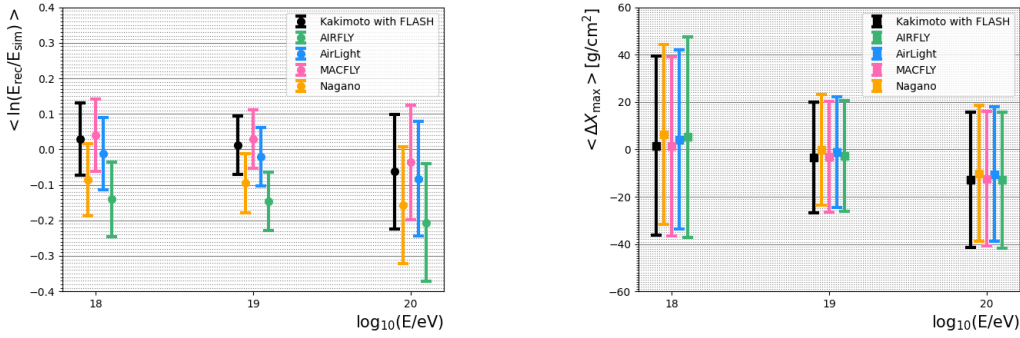 < ln(E_rec/E_sim) >
0.4
0.3
0.2
0.1
0.0
−0.1
−0.2
−0.3
−0.4
18
19
20
log₁₀(E/eV)
Kakimoto with FLASH
AIRFLY
AirLight
MACFLY
Nagano
< ΔX_max > [g/cm²]
60
40
20
0
−20
−40
−60
18
19
20
log₁₀(E/eV)
Kakimoto with FLASH
AIRFLY
AirLight
MACFLY
Nagano